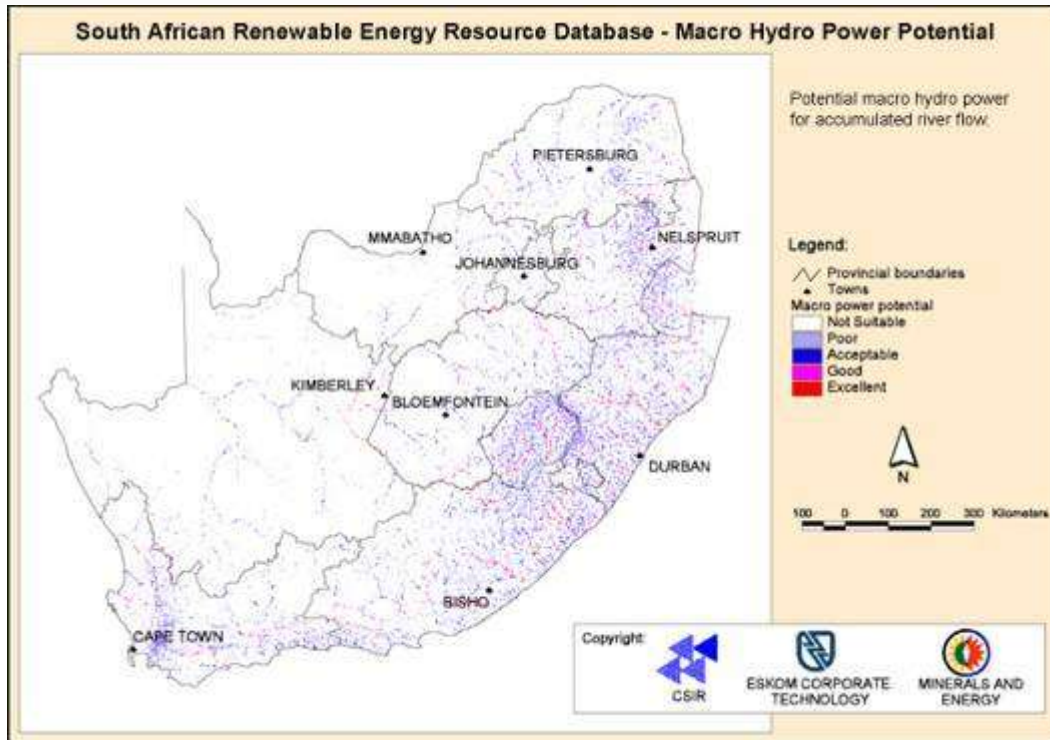 South African Renewable Energy Resource Database - Macro Hydro Power Potential
Potential macro hydro power
for accumulated river flow.
PIETERSBURG
MMABATHO
NELSPRUIT
JOHANNESBURG
KIMBERLEY
BLOEMFONTEIN
DURBAN
BISHO
CAPE TOWN
Legend:
Provincial boundaries
Towns
Macro power potential
Not Suitable
Poor
Acceptable
Good
Excellent
N
100 0 100 200 300 Kilometers
Copyright:
CSIR
ESKOM CORPORATE
TECHNOLOGY
MINERALS AND
ENERGY